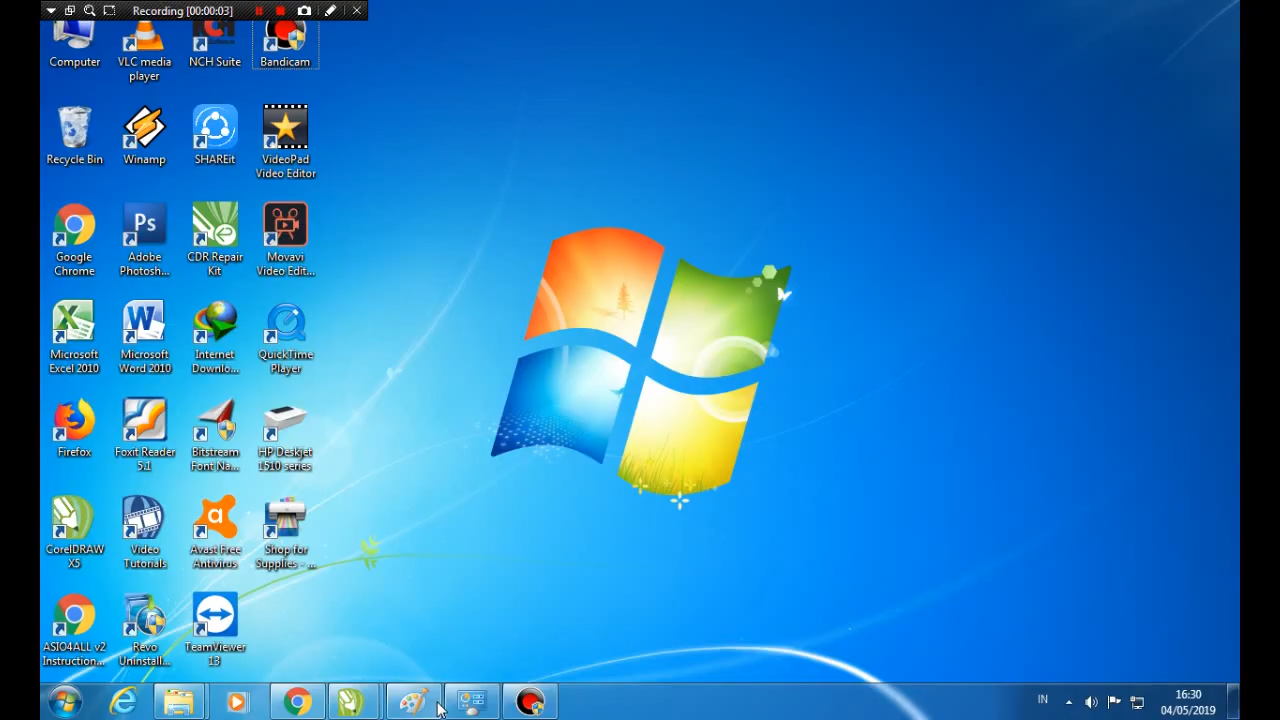 Recording [00:00:03]
Computer
VLC media
player
NCH Suite
Bandicam
Recycle Bin
Winamp
SHAREit
VideoPad
Video Editor
Google
Chrome
Ps
Adobe
Photosh...
CDR Repair
Kit
Movavi
Video Edit...
Microsoft
Excel 2010
Microsoft
Word 2010
Internet
Downlo...
QuickTime
Player
Firefox
Foxit Reader
5.1
Bitstream
Font Na...
HP Deskjet
1510 series
CorelDRAW
X5
Video
Tutorials
Avast Free
Antivirus
Shop for
Supplies - ...
ASIO4ALL v2
Instruction...
Revo
Uninstall...
TeamViewer
13
IN
16:30
04/05/2019